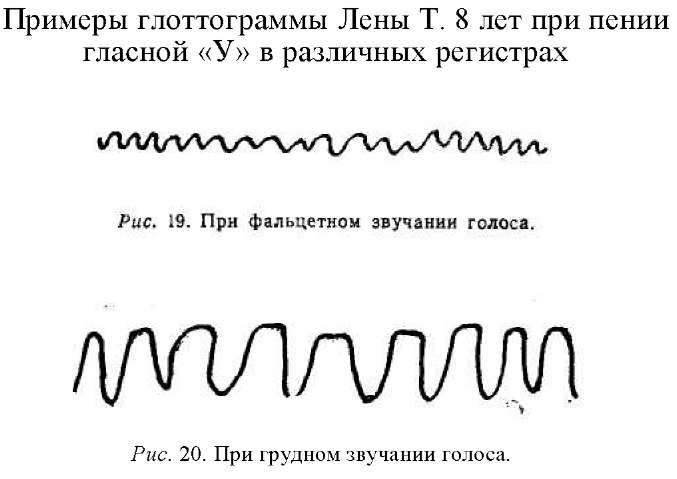 Примеры глоттограммы Лены Т. 8 лет при пении
гласной «У» в различных регистрах
Рис. 19. При фальцетном звучании голоса.
Рис. 20. При грудном звучании голоса.